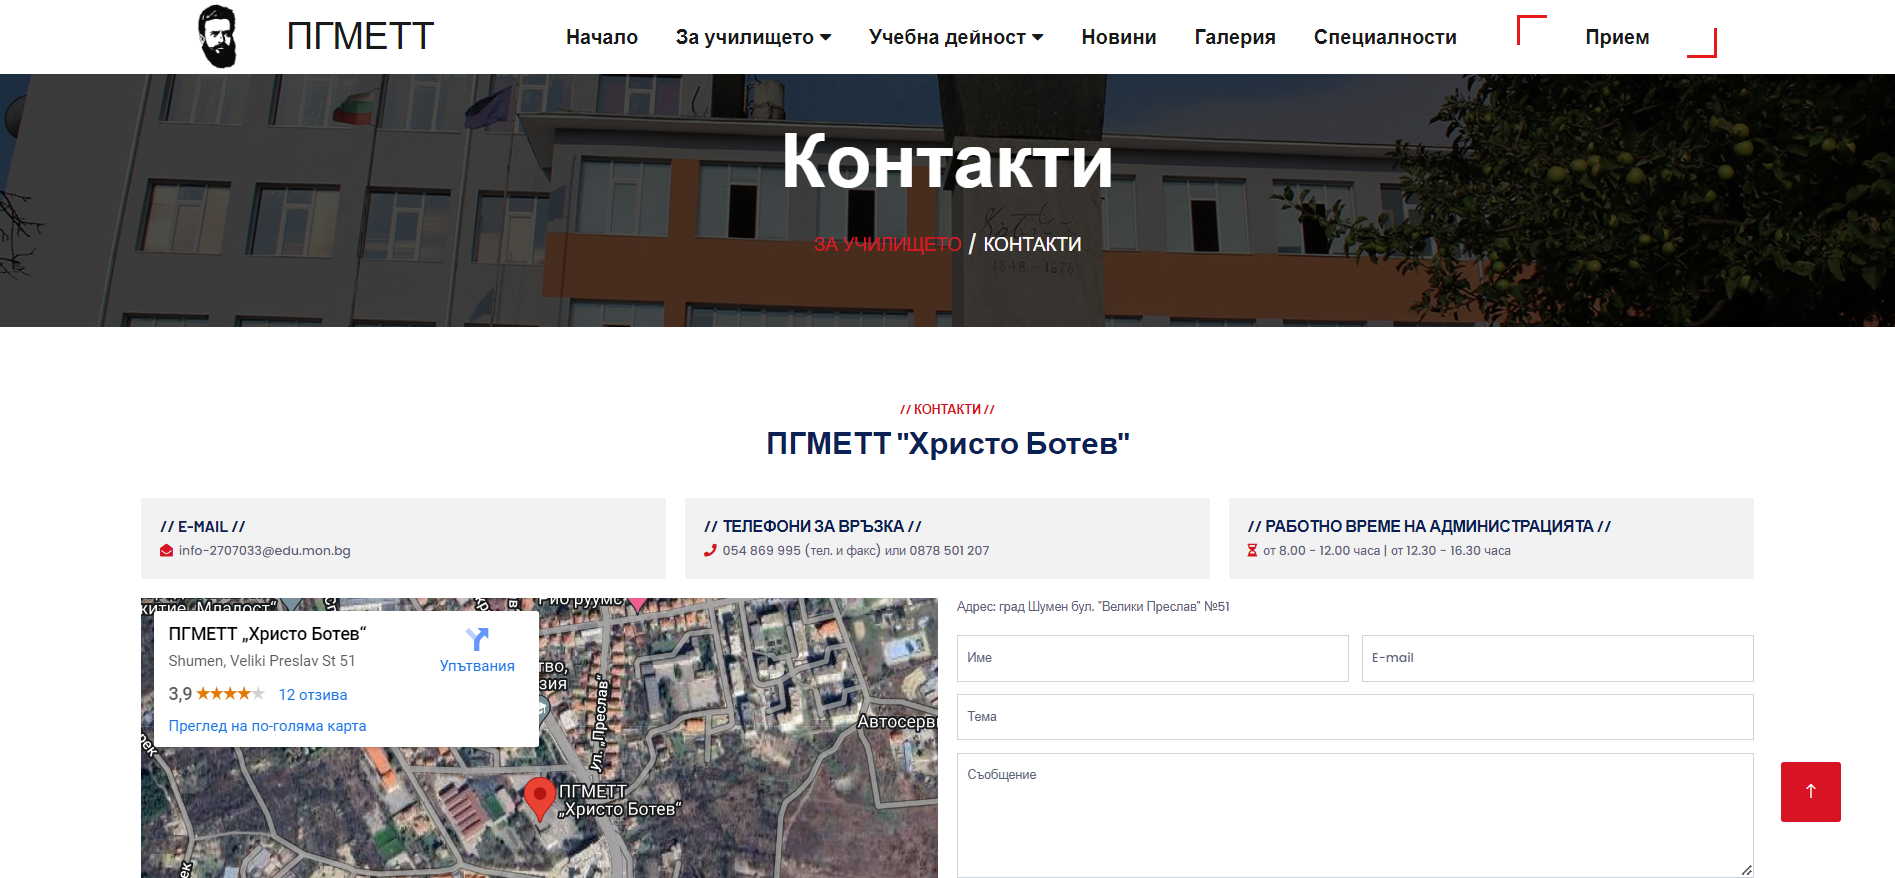 ПГМЕТТ
Начало
За училището
Учебна дейност
Новини
Галерия
Специалности
Прием
Контакти
ЗА УЧИЛИЩЕТО / КОНТАКТИ
1848 - 1876
// КОНТАКТИ //
ПГМЕТТ "Христо Ботев"
// E-MAIL //
info-2707033@edu.mon.bg
// ТЕЛЕФОНИ ЗА ВРЪЗКА //
054 869 995 (тел. и факс) или 0878 501 207
// РАБОТНО ВРЕМЕ НА АДМИНИСТРАЦИЯТА //
от 8.00 - 12.00 часа | от 12.30 - 16.30 часа
ПГМЕТТ „Христо Ботев“
Shumen, Veliki Preslav St 51
3,9
12 отзива
Преглед на по-голяма карта
Упътвания
ул. „Преслав“
Автосерви
ПГМЕТТ
„Христо Ботев“
Адрес: град Шумен бул. "Велики Преслав" №51
Име
E-mail
Тема
Съобщение